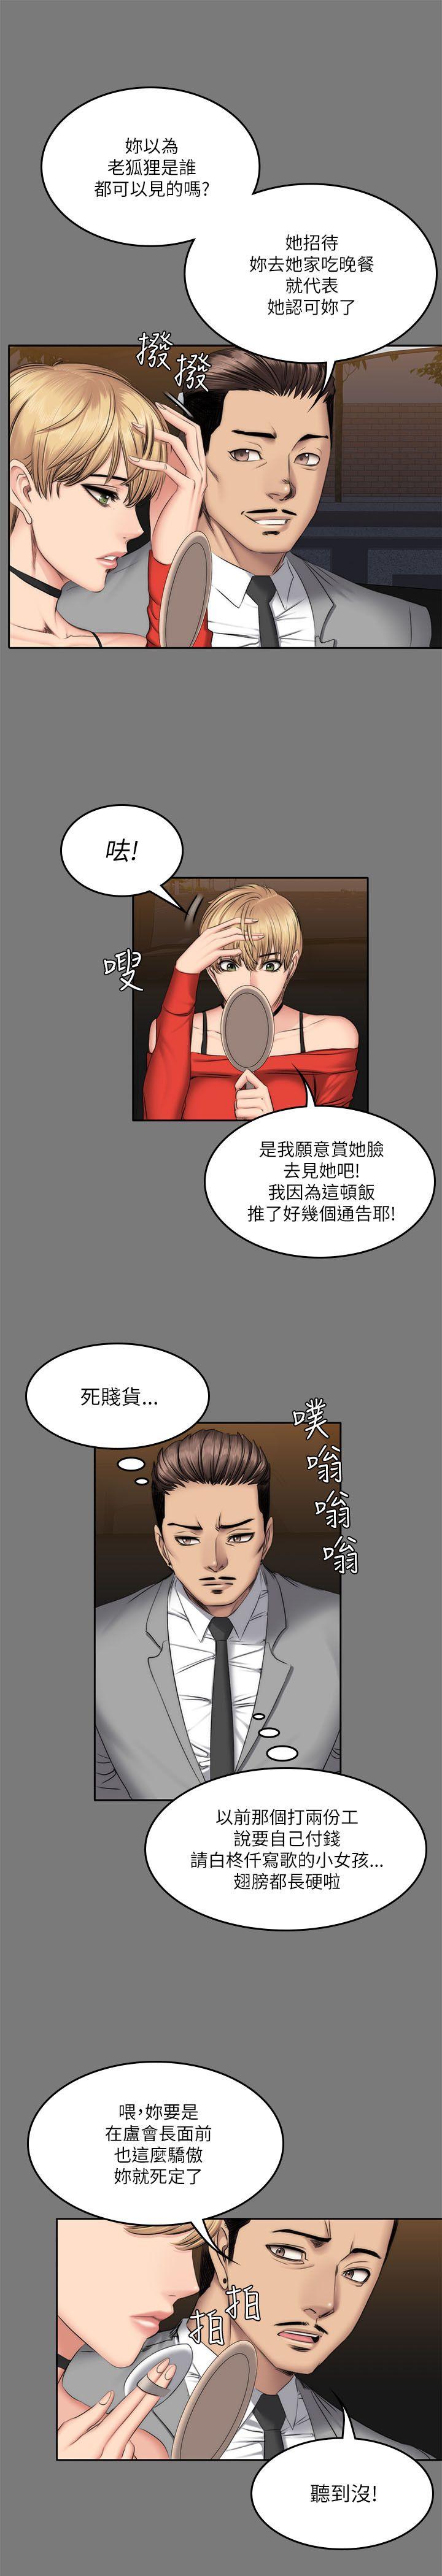 妳以為
老狐狸是誰
都可以見的嗎?
她招待
妳去她家吃晚餐
就代表
她認可妳了
撥
撥
呿!
嗖
是我願意賞她臉
去見她吧!
我因為這頓飯
推了好幾個通告耶!
死賤貨...
噗
嗡
嗡
嗡
以前那個打兩份工
說要自己付錢
請白柊仟寫歌的小女孩...
翅膀都長硬啦
喂,妳要是
在盧會長面前
也這麼驕傲
妳就死定了
拍
拍
聽到沒!